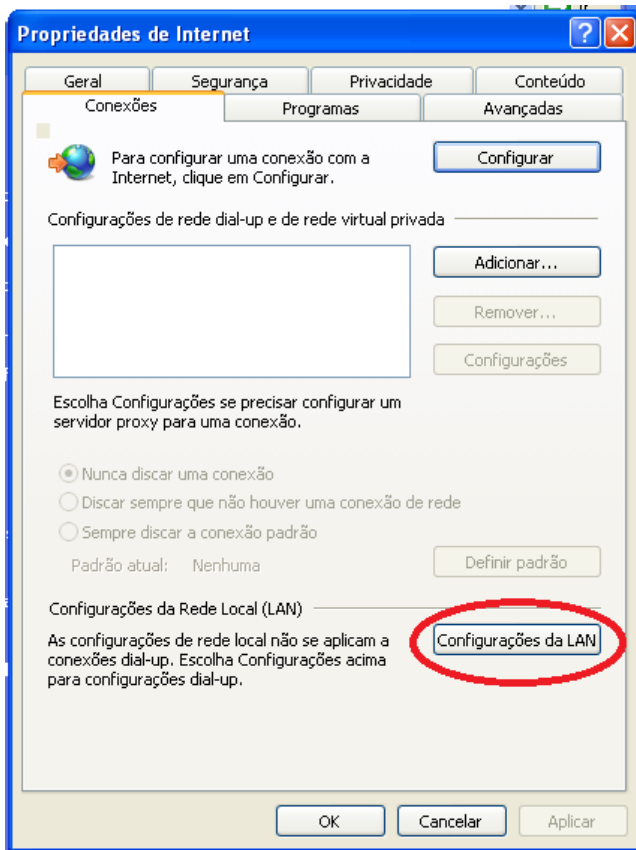 Ir
Propriedades de Internet
Geral
Segurança
Privacidade
Conteúdo
Conexões
Programas
Avançadas
Para configurar uma conexão com a
Internet, clique em Configurar.
Configurar
Configurações de rede dial-up e de rede virtual privada
Adicionar...
Remover...
Configurações
Escolha Configurações se precisar configurar um
servidor proxy para uma conexão.
Nunca discar uma conexão
Discar sempre que não houver uma conexão de rede
Sempre discar a conexão padrão
Padrão atual: Nenhuma
Definir padrão
Configurações da Rede Local (LAN)
As configurações de rede local não se aplicam a
conexões dial-up. Escolha Configurações acima
para configurações dial-up.
Configurações da LAN
OK
Cancelar
Aplicar